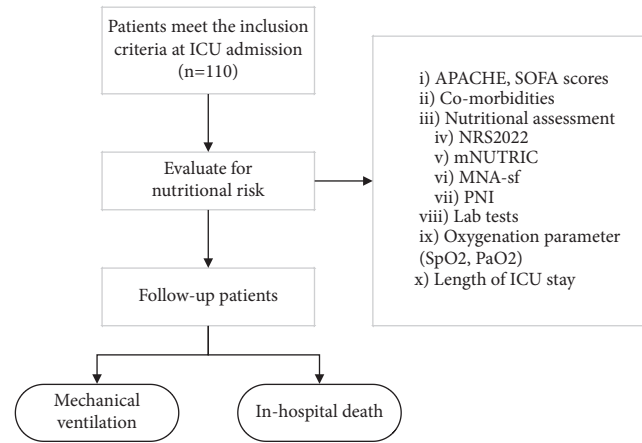 Patients meet the inclusion
criteria at ICU admission
(n=110)
Evaluate for
nutritional risk
Follow-up patients
Mechanical
ventilation
In-hospital death
i) APACHE, SOFA scores
ii) Co-morbidities
iii) Nutritional assessment
iv) NRS2022
v) mNUTRIC
vi) MNA-sf
vii) PNI
viii) Lab tests
ix) Oxygenation parameter
(SpO2, PaO2)
x) Length of ICU stay